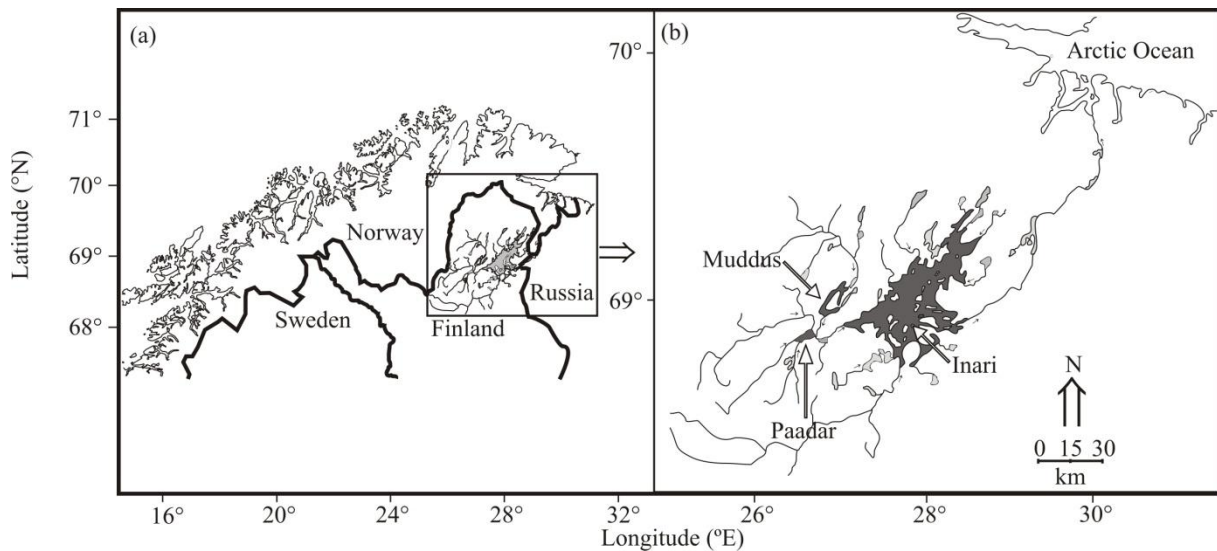 (a)
(b)
Latitude (°N)
71°
70°
69°
68°
Norway
Sweden
Finland
Russia
16°
20°
24°
28°
32°
70°
69°
Arctic Ocean
Muddus
Inari
Paadar
N
0 15 30
km
26°
28°
30°
Longitude (ºE)